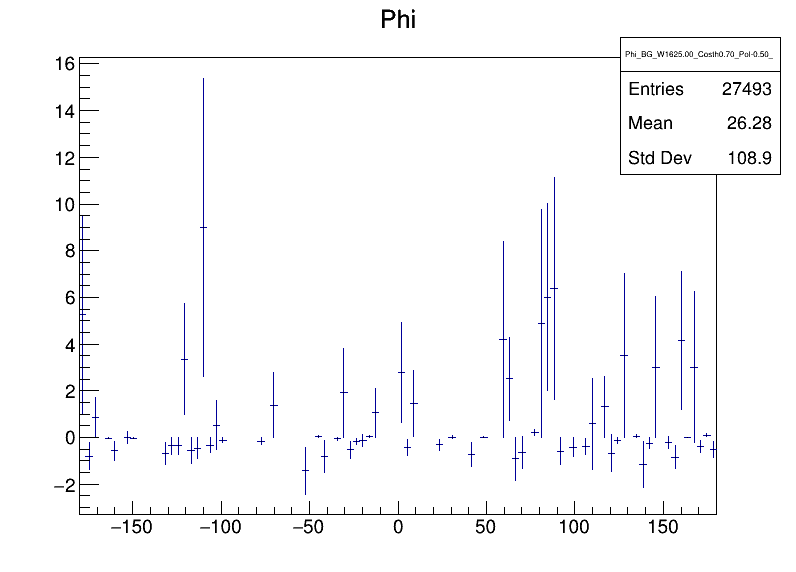 Phi
Phi_BG_W1625.00_Costh0.70_Pol-0.50_
Entries 27493
Mean 26.28
Std Dev 108.9
16
14
12
10
8
6
4
2
0
−2
−150 −100 −50 0 50 100 150